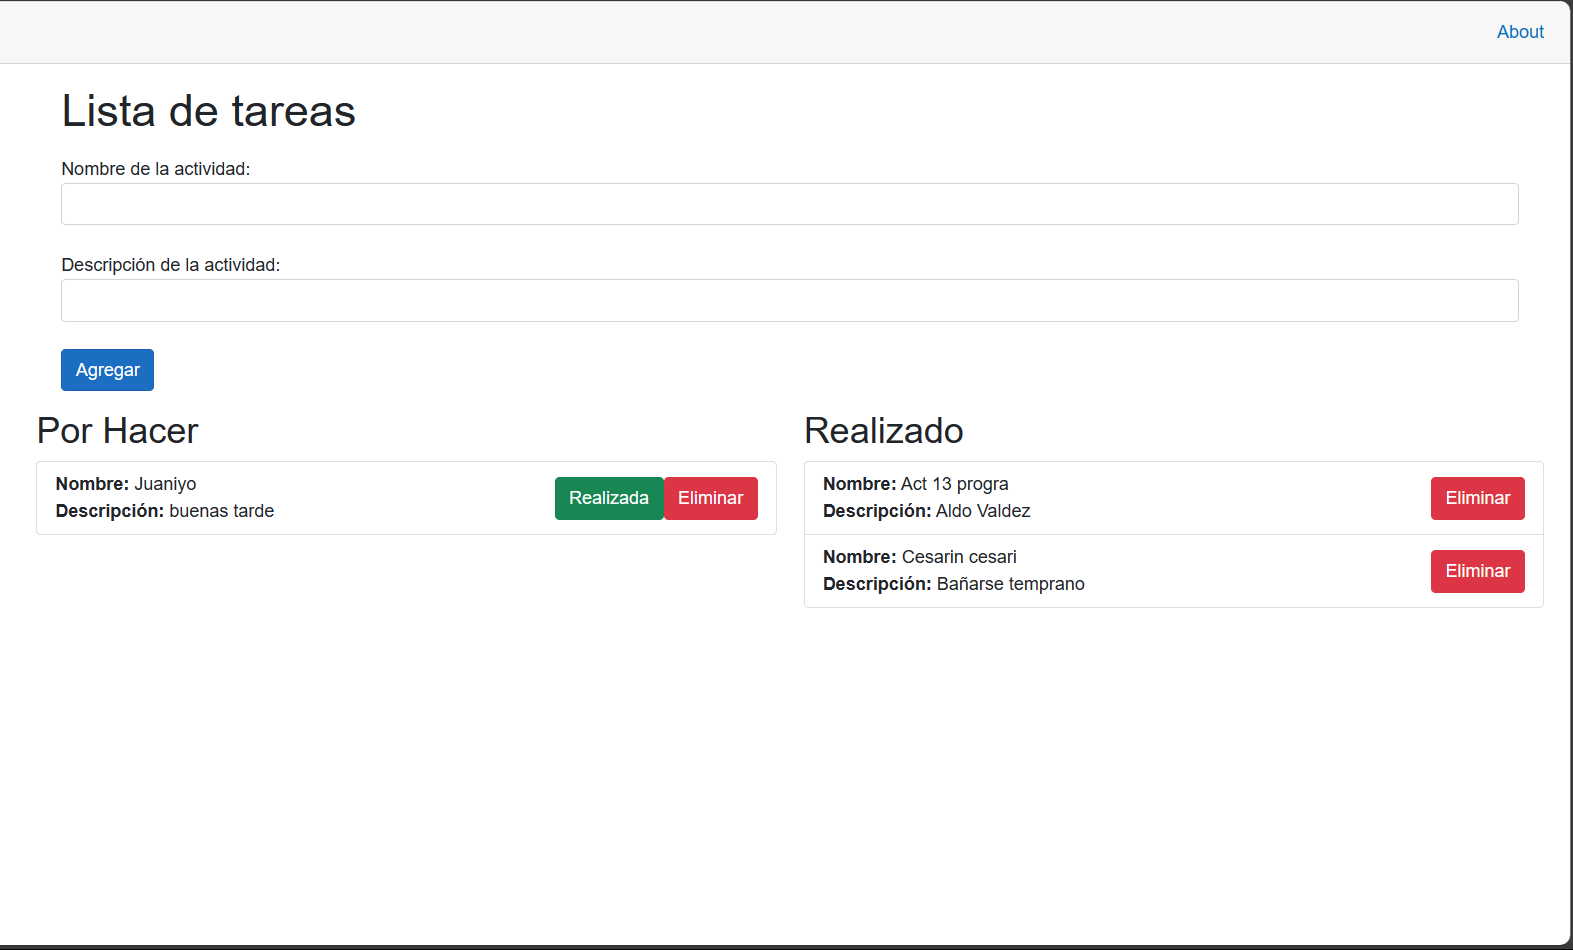 About
Lista de tareas
Nombre de la actividad:
Descripción de la actividad:
Agregar
Por Hacer
Nombre: Juaniyo
Descripción: buenas tarde
Realizada Eliminar
Realizado
Nombre: Act 13 progra
Descripción: Aldo Valdez
Eliminar
Nombre: Cesarin cesari
Descripción: Bañarse temprano
Eliminar